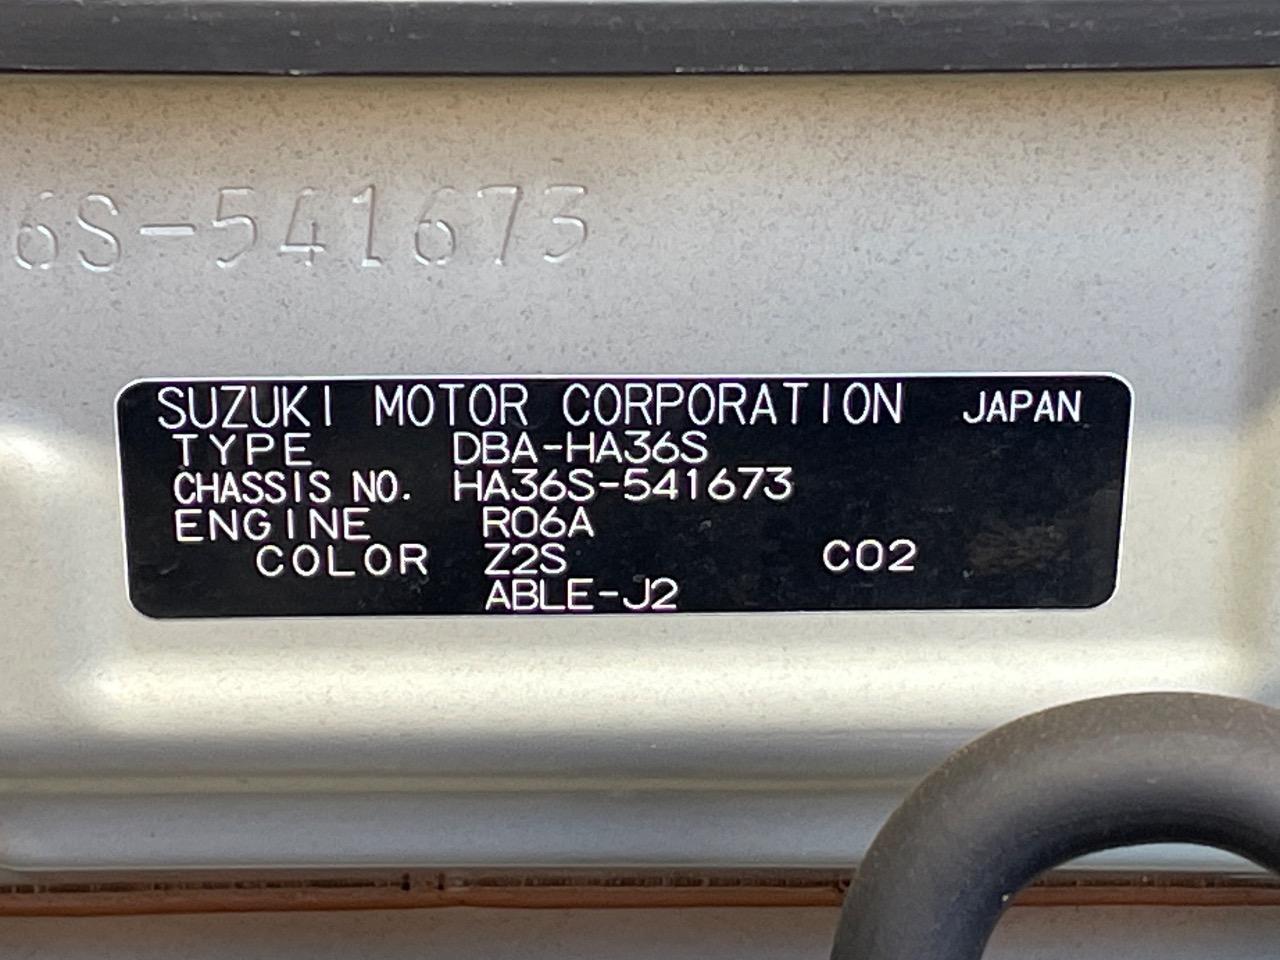 6S-541673
SUZUKI MOTOR CORPORATION JAPAN
TYPE DBA-HA36S
CHASSIS NO. HA36S-541673
ENGINE R06A
COLOR Z2S C02
ABLE-J2